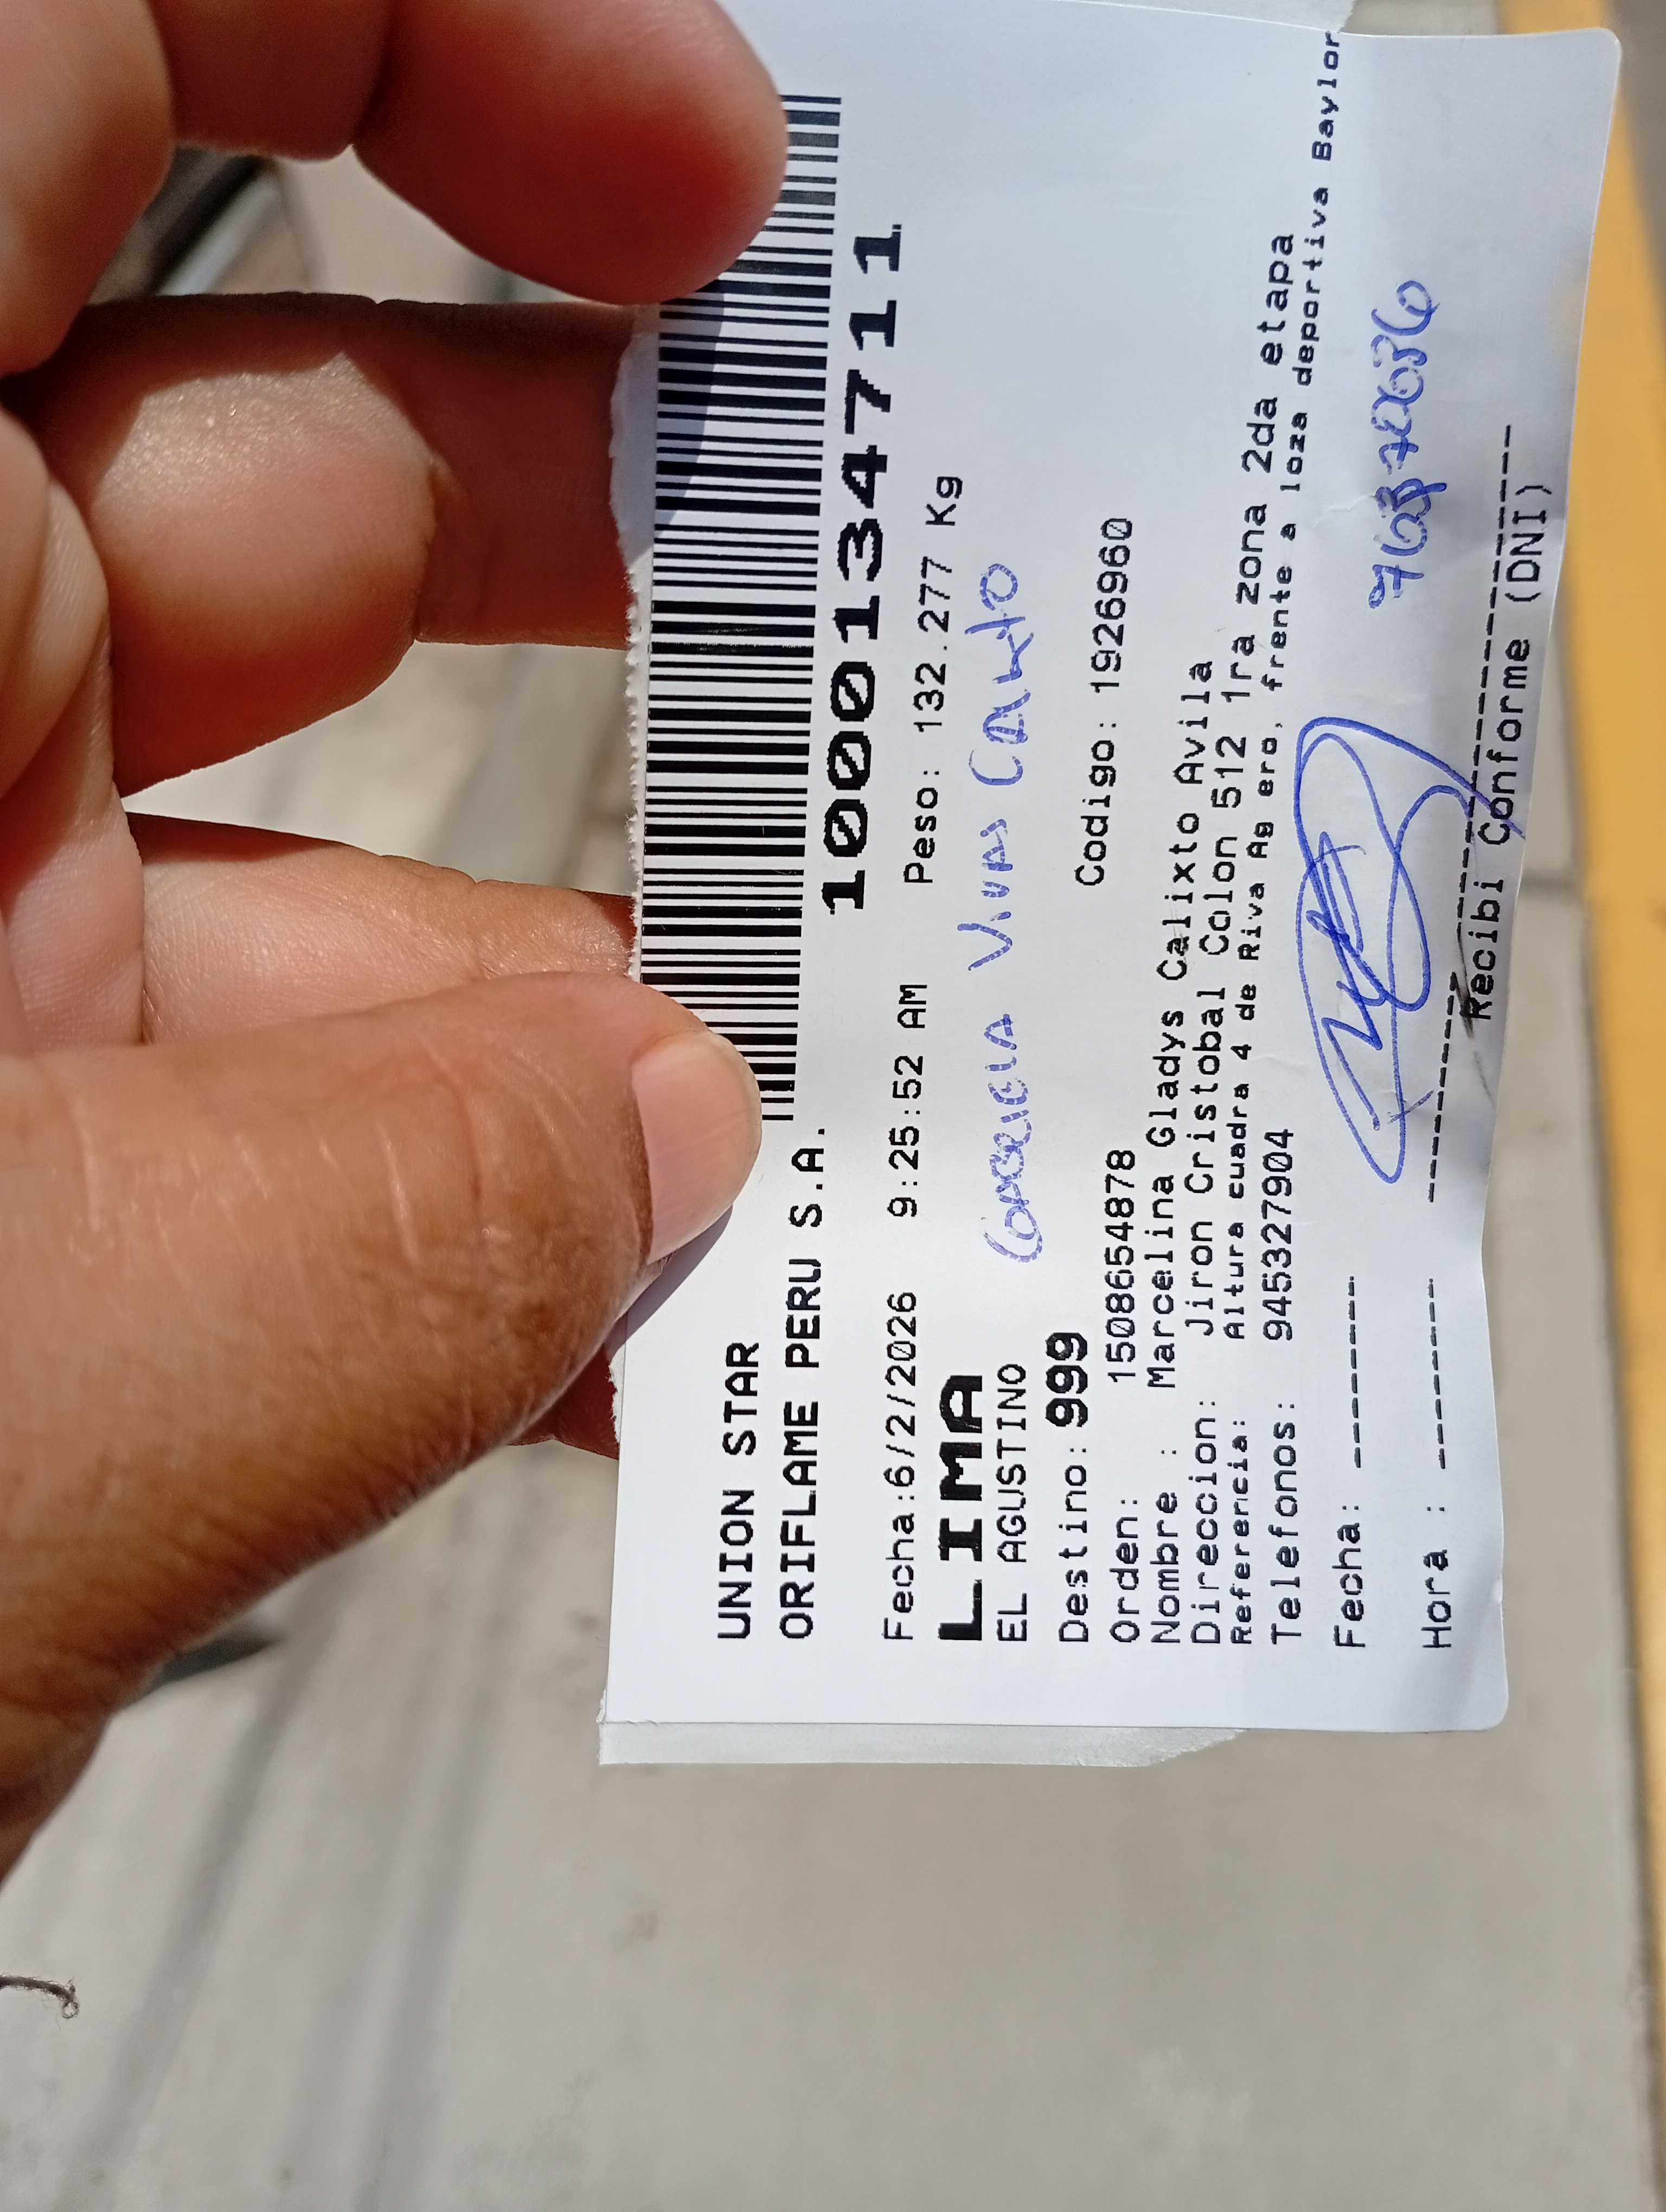 UNION STAR
ORIFLAME PERU S.A.
1000134711
Fecha:6/2/2026 9:25:52 AM Peso: 132.277 Kg
LIMA
EL AGUSTINO
Vivas
Destino: 999 Codigo: 1926960
Orden: 1508654878
Nombre : Marcelina Gladys Calixto Avila
Direccion: Jiron Cristobal Colon 512 1ra zona 2da etapa
Referencia: Altura cuadra 4 de Riva Ag ero, frente a loza deportiva Baylor
Telefonos: 945327904
Fecha :
Hora :
Recibi Conforme (DNI)